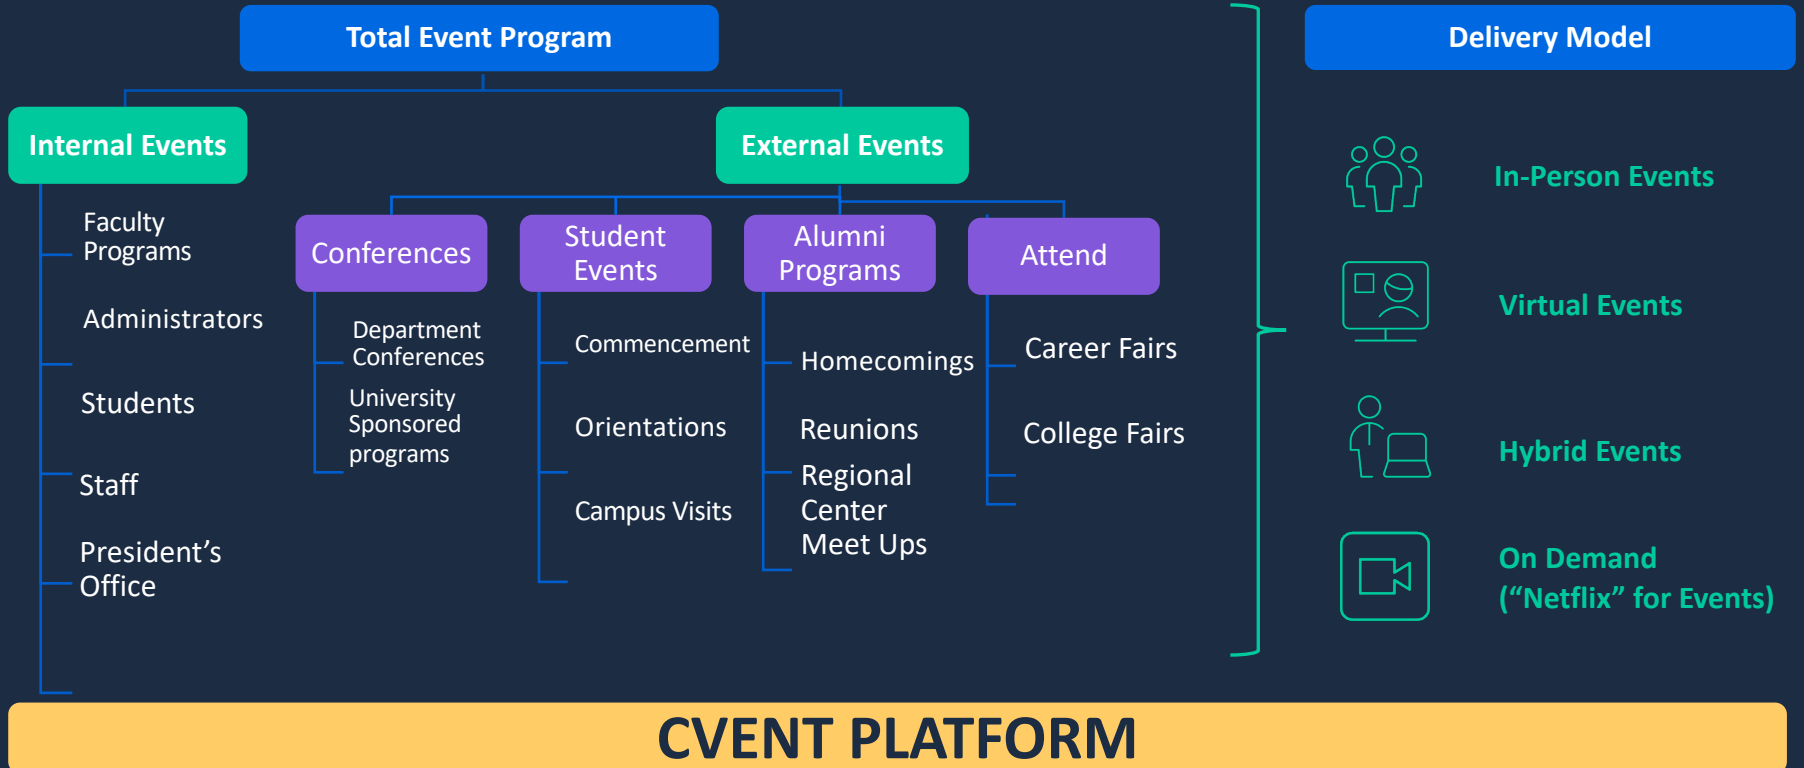 Total Event Program
Delivery Model
Internal Events
External Events
Faculty
Programs
Administrators
Students
Staff
President’s
Office
Conferences
Department
Conferences
University
Sponsored
programs
Student
Events
Commencement
Orientations
Campus Visits
Alumni
Programs
Homecomings
Reunions
Regional
Center
Meet Ups
Attend
Career Fairs
College Fairs
In-Person Events
Virtual Events
Hybrid Events
On Demand
(“Netflix” for Events)
CVENT PLATFORM